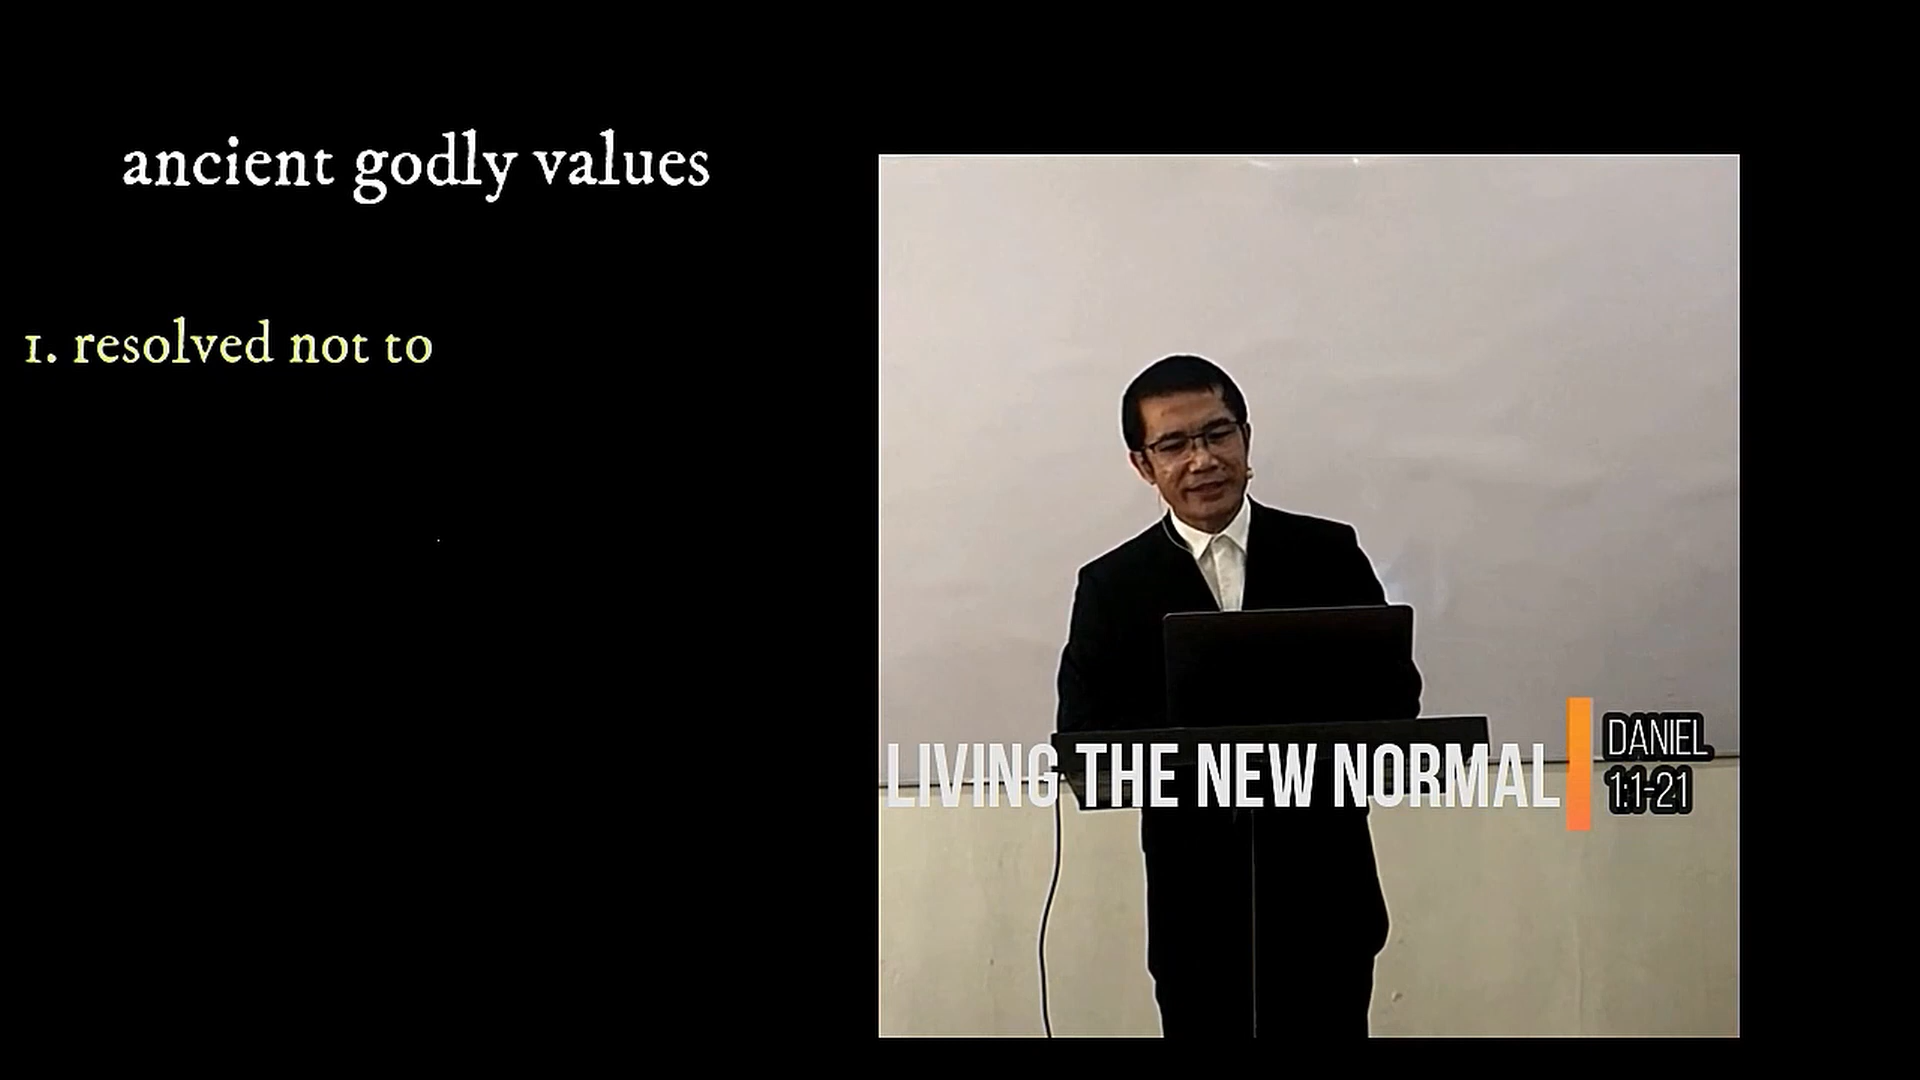 ancient godly values
1. resolved not to
LIVING THE NEW NORMAL
DANIEL
1:1-21